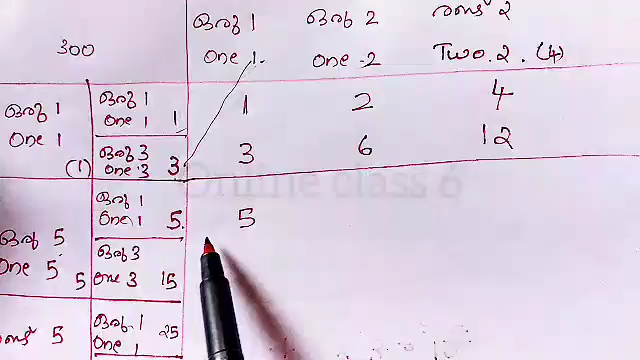 ഒരു 1 ഒരു 2 രണ്ട് 2
300
One 1. One 2 Two. 2. (4)
ഒരു 1 ഒരു 1 1 2 4
One 1 One 1 1
(1) ഒരു 3 3 6 12
One 3 3
ഒരു 1
One 1 5. 5
ഒരു 5
One 5 5 ഒരു 3
One 3 15
രണ്ട് 5 ഒരു 1 25
One 1
Online class 6